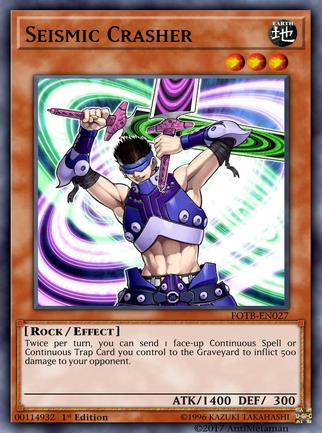 Seismic Crasher
EARTH
地
FOTB-EN027
[Rock / Effect]
Twice per turn, you can send 1 face-up Continuous Spell or
Continuous Trap Card you control to the Graveyard to inflict 500
damage to your opponent.
ATK/1400 DEF/ 300
00114932 1st Edition
©1996 KAZUKI TAKAHASHI
©2017 AntiMetaman